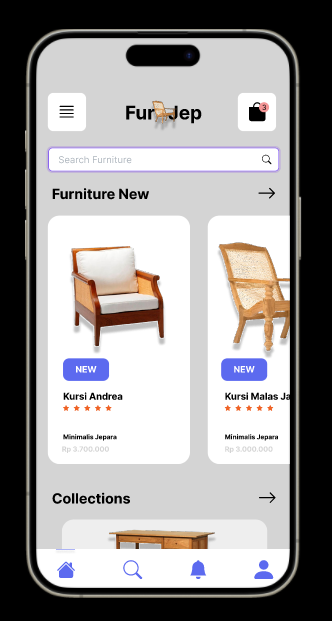 Fur Jep
3
Search Furniture
Furniture New
NEW
Kursi Andrea
Minimalis Jepara
Rp 3.700.000
NEW
Kursi Malas Ja
Minimalis Jepara
Rp 3.000.000
Collections